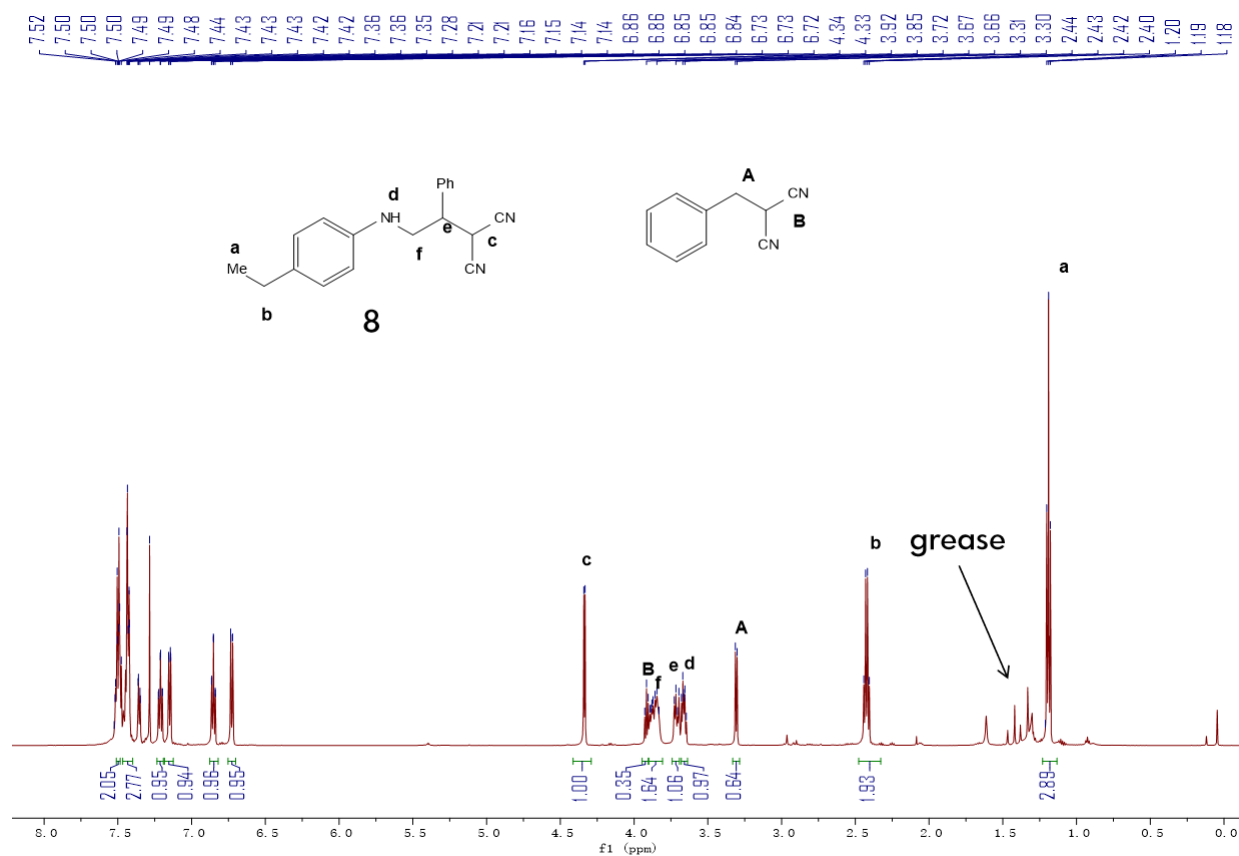 7.52 7.50 7.50 7.50 7.49 7.49 7.48 7.44 7.43 7.43 7.43 7.42 7.42 7.36 7.36 7.35 7.28 7.21 7.21 7.16 7.15 7.14 7.14 6.86 6.86 6.85 6.85 6.84 6.73 6.73 6.72 4.34 4.33 3.92 3.85 3.72 3.67 3.66 3.31 3.30 2.44 2.43 2.42 2.40 1.20 1.19 1.18
Ph
d
A
NH
CN
CN
e
B
c
f
a
Me
CN
CN
a
b
8
grease
b
c
A
B
e
d
f
2.05 2.77 0.95 0.94 0.96 0.95 1.00 0.35 1.64 1.06 0.97 0.64 1.93 2.89
8.0 7.5 7.0 6.5 6.0 5.5 5.0 4.5 4.0 3.5 3.0 2.5 2.0 1.5 1.0 0.5 0.0
f1 (ppm)